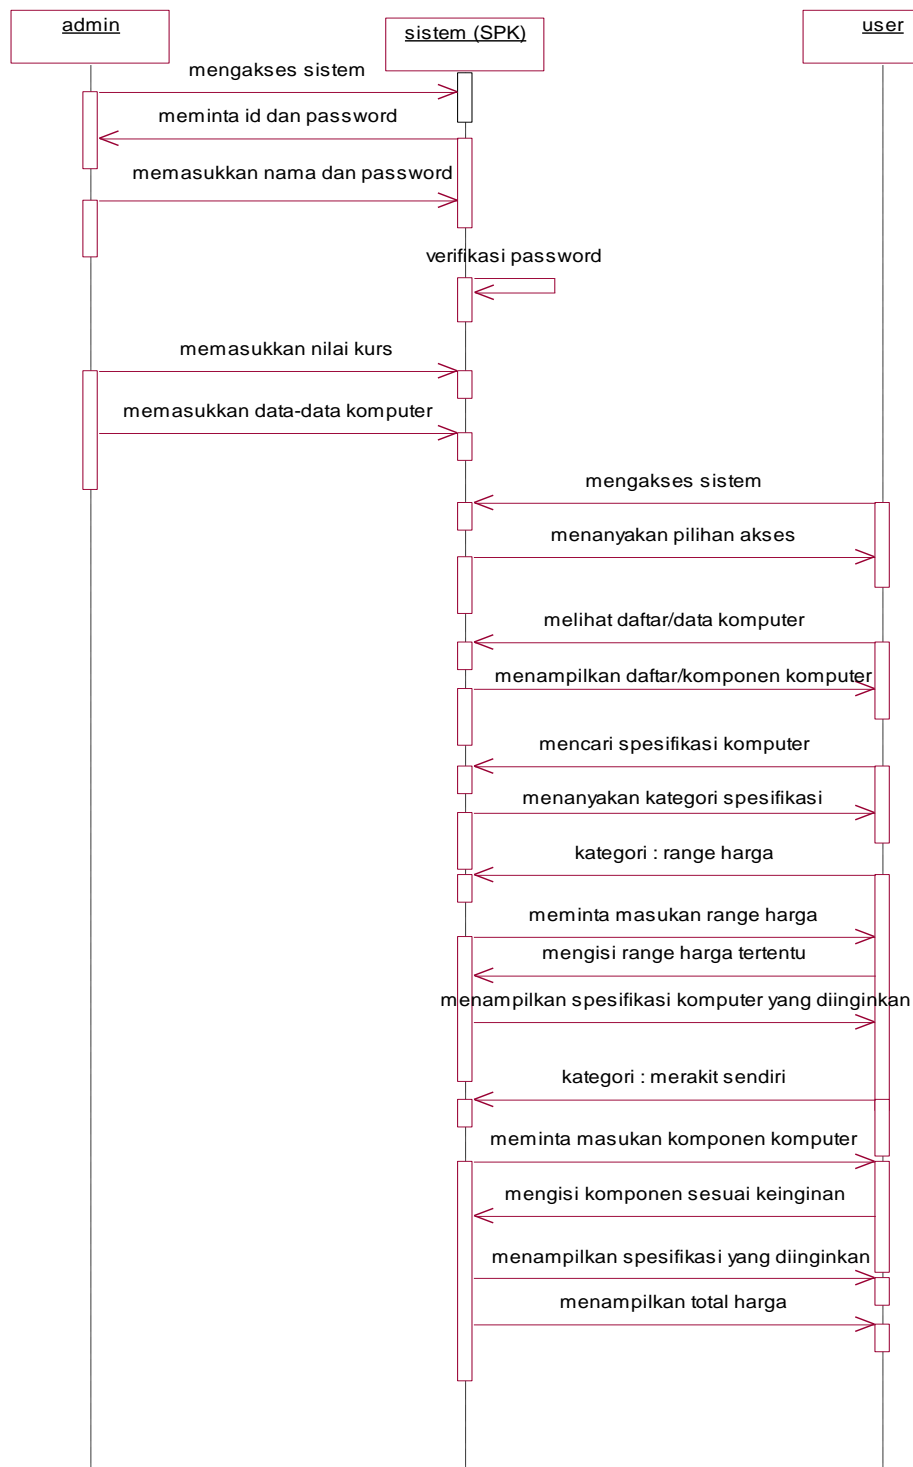 admin
sistem (SPK)
user
mengakses sistem
meminta id dan password
memasukkan nama dan password
verifikasi password
memasukkan nilai kurs
memasukkan data-data komputer
mengakses sistem
menanyakan pilihan akses
melihat daftar/data komputer
menampilkan daftar/komponen komputer
mencari spesifikasi komputer
menanyakan kategori spesifikasi
kategori : range harga
meminta masukan range harga
mengisi range harga tertentu
menampilkan spesifikasi komputer yang diinginkan
kategori : merakit sendiri
meminta masukan komponen komputer
mengisi komponen sesuai keinginan
menampilkan spesifikasi yang diinginkan
menampilkan total harga